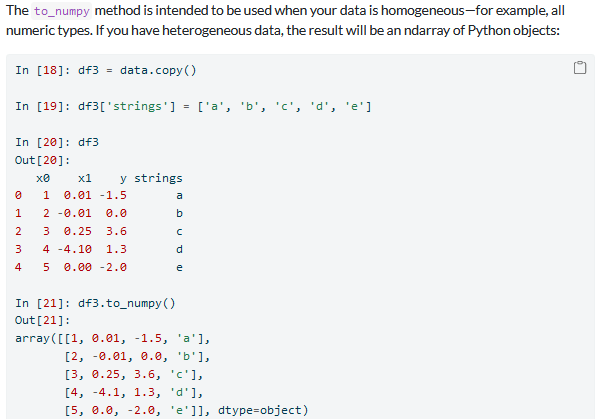 The to_numpy method is intended to be used when your data is homogeneous—for example, all
numeric types. If you have heterogeneous data, the result will be an ndarray of Python objects:
In [18]: df3 = data.copy()
In [19]: df3['strings'] = ['a', 'b', 'c', 'd', 'e']
In [20]: df3
Out[20]:
   x0    x1    y strings
0   1  0.01 -1.5       a
1   2 -0.01  0.0       b
2   3  0.25  3.6       c
3   4 -4.10  1.3       d
4   5  0.00 -2.0       e
In [21]: df3.to_numpy()
Out[21]:
array([[1, 0.01, -1.5, 'a'],
       [2, -0.01, 0.0, 'b'],
       [3, 0.25, 3.6, 'c'],
       [4, -4.1, 1.3, 'd'],
       [5, 0.0, -2.0, 'e']], dtype=object)